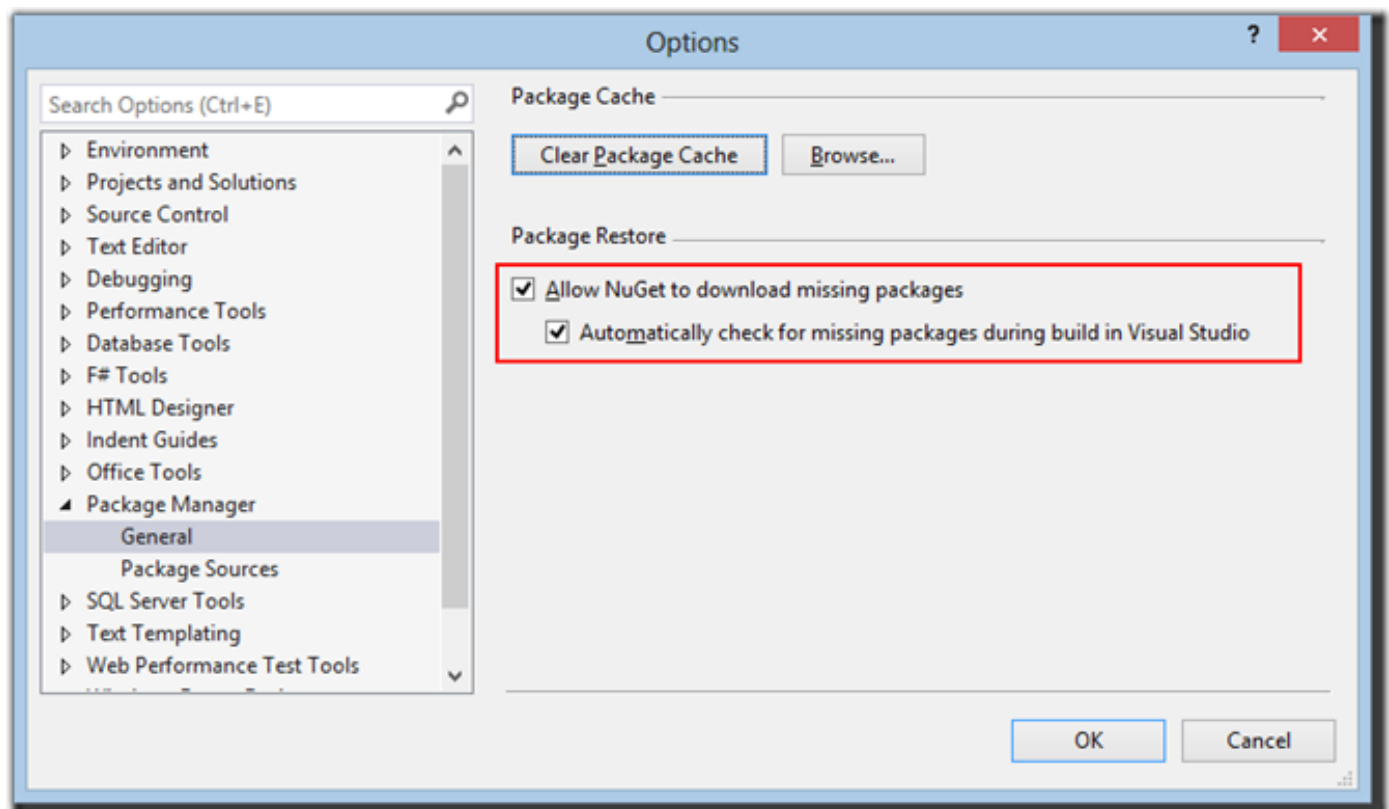 Options
?
Search Options (Ctrl+E)
Environment
Projects and Solutions
Source Control
Text Editor
Debugging
Performance Tools
Database Tools
F# Tools
HTML Designer
Indent Guides
Office Tools
Package Manager
General
Package Sources
SQL Server Tools
Text Templating
Web Performance Test Tools
Package Cache
Clear Package Cache
Browse...
Package Restore
Allow NuGet to download missing packages
Automatically check for missing packages during build in Visual Studio
OK
Cancel